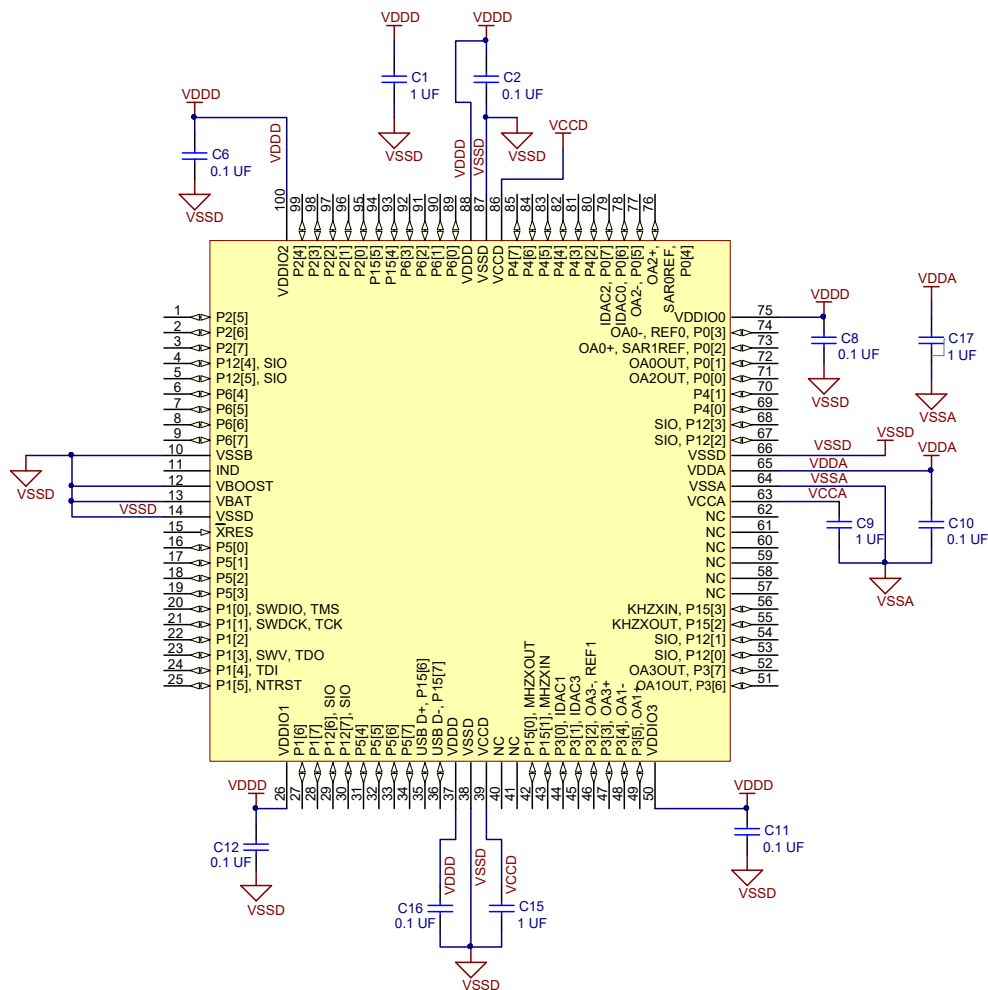 VDDD
VDDD
C1
1 UF
C2
0.1 UF
VDDD
VSSD
VSSD
VCCD
C6
0.1 UF
VSSD
VDDD
VDDD
VSSD
100
99
98
97
96
95
94
93
92
91
90
89
88
87
86
85
84
83
82
81
80
79
78
77
76
VDDIO2
P2[4]
P2[3]
P2[2]
P2[1]
P2[0]
P15[5]
P15[4]
P6[3]
P6[2]
P6[1]
P6[0]
VDDD
VSSD
VCCD
P4[7]
P4[6]
P4[5]
P4[4]
P4[3]
P4[2]
IDAC2, P0[7]
IDAC0, P0[6]
OA2-, P0[5]
OA2+,
SAR0REF,
P0[4]
1 P2[5]
2 P2[6]
3 P2[7]
4 P12[4], SIO
5 P12[5], SIO
6 P6[4]
7 P6[5]
8 P6[6]
9 P6[7]
10 VSSB
11 IND
12 VBOOST
13 VBAT
VSSD 14 VSSD
15 XRES
16 P5[0]
17 P5[1]
18 P5[2]
19 P5[3]
20 P1[0], SWDIO, TMS
21 P1[1], SWDCK, TCK
22 P1[2]
23 P1[3], SWV, TDO
24 P1[4], TDI
25 P1[5], NTRST
VSSD
VDDIO0 75
OA0-, REF0, P0[3] 74
OA0+, SAR1REF, P0[2] 73
OA0OUT, P0[1] 72
OA2OUT, P0[0] 71
P4[1] 70
P4[0] 69
SIO, P12[3] 68
SIO, P12[2] 67
VSSD 66 VSSD
VDDA 65 VDDA
VSSA 64 VSSA
VCCA 63 VCCA
NC 62
NC 61
NC 60
NC 59
NC 58
NC 57
KHZXIN, P15[3] 56
KHZXOUT, P15[2] 55
SIO, P12[1] 54
SIO, P12[0] 53
OA3OUT, P3[7] 52
OA1OUT, P3[6] 51
VDDD
C8
0.1 UF
VSSD
VDDA
C17
1 UF
VSSA
VSSD
VDDA
C9
1 UF
C10
0.1 UF
VSSA
VDDIO1
P1[6]
P1[7]
P12[6], SIO
P12[7], SIO
P5[4]
P5[5]
P5[6]
P5[7]
USB D+, P15[6]
USB D-, P15[7]
VDDD
VSSD
VCCD
NC
NC
P15[0], MHZXOUT
P15[1], MHZXIN
P3[0], IDAC1
P3[1], IDAC3
P3[2], OA3-, REF1
P3[3], OA3+
P3[4], OA1-
P3[5], OA1+
VDDIO3
26
27
28
29
30
31
32
33
34
35
36
37
38
39
40
41
42
43
44
45
46
47
48
49
50
VDDD
C12
0.1 UF
VSSD
VDDD
VSSD
VCCD
C16
0.1 UF
C15
1 UF
VSSD
VDDD
C11
0.1 UF
VSSD